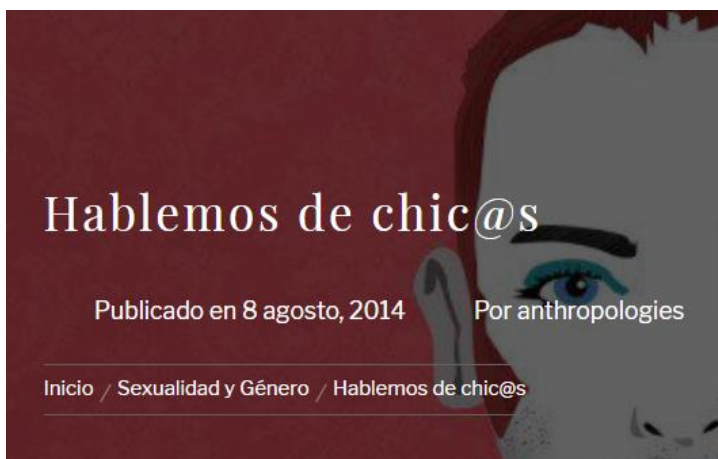 Hablemos de chic@s
Publicado en 8 agosto, 2014 Por anthropologies
Inicio / Sexualidad y Género / Hablemos de chic@s